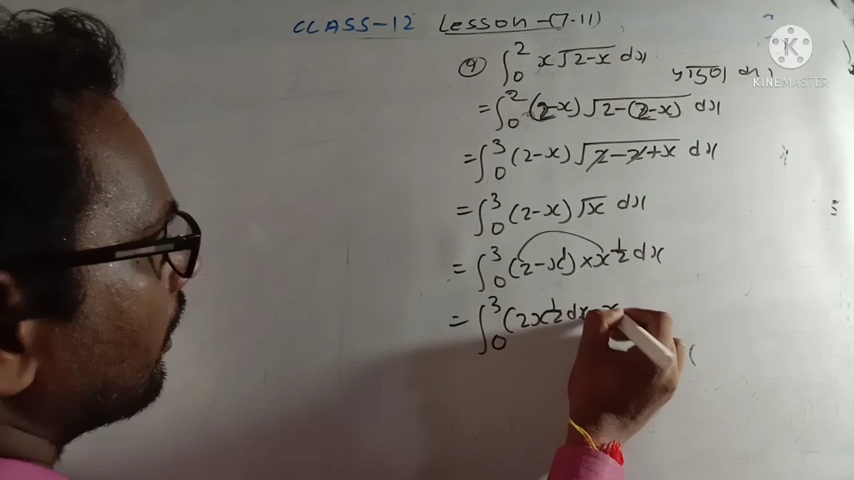 CLASS-12 Lesson-(7.11)
KINEMASTER
⑨ ∫₀² x√(2-x) dx
= ∫₀² (2-x) √(2-(2-x)) dx
= ∫₀³ (2-x) √(2-2+x) dx
= ∫₀³ (2-x) √x dx
= ∫₀³ (2-x¹) × x^(1/2) dx
= ∫₀³ (2x^(1/2) dx - x